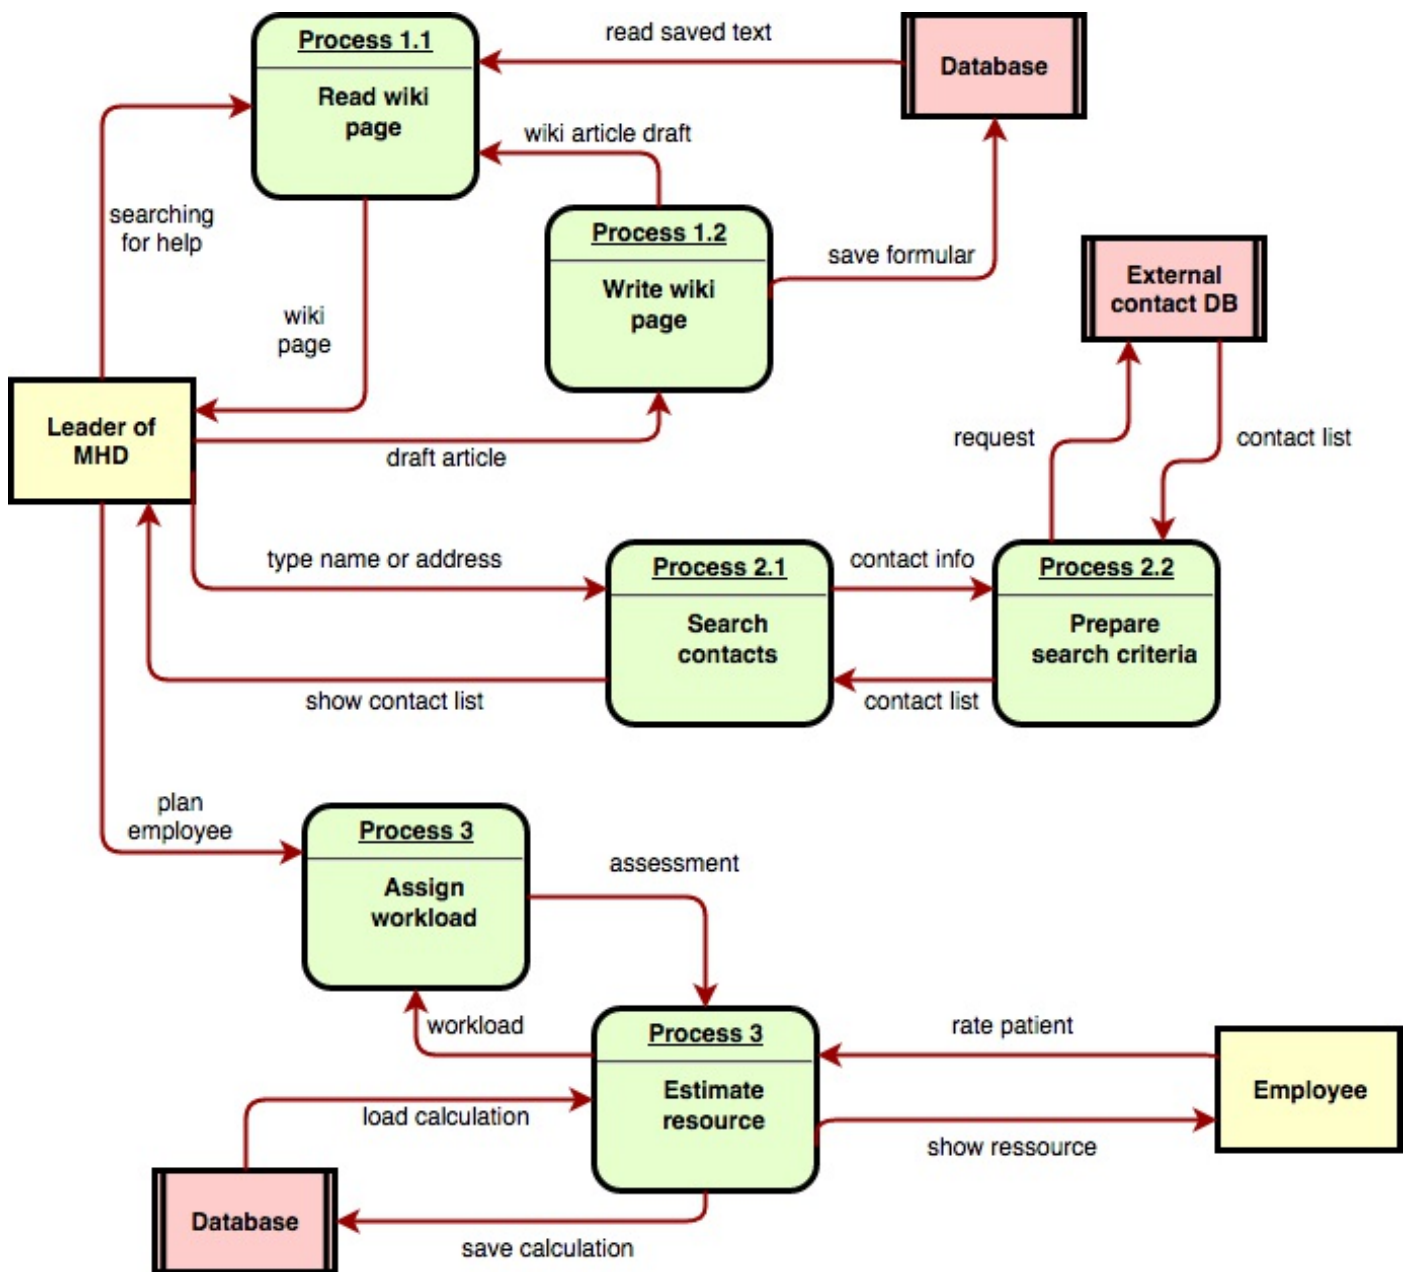 Process 1.1
Read wiki
page
read saved text
Database
wiki article draft
searching
for help
Process 1.2
Write wiki
page
save formular
External
contact DB
wiki
page
Leader of
MHD
draft article
request
contact list
type name or address
Process 2.1
Search
contacts
contact info
Process 2.2
Prepare
search criteria
show contact list
contact list
plan
employee
Process 3
Assign
workload
assessment
workload
Process 3
Estimate
resource
rate patient
Employee
load calculation
show ressource
Database
save calculation